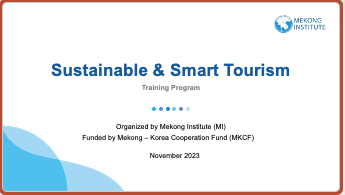 MEKONG
INSTITUTE
Sustainable & Smart Tourism
Training Program
Organized by Mekong Institute (MI)
Funded by Mekong – Korea Cooperation Fund (MKCF)
November 2023